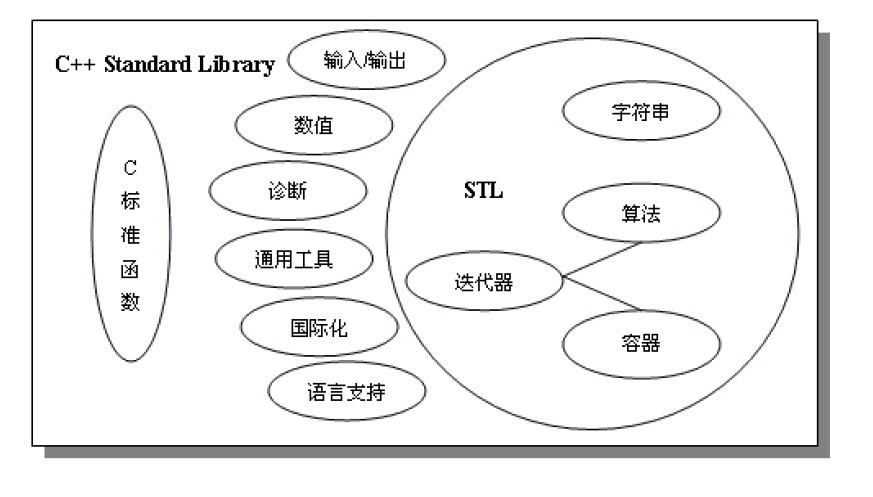 C++ Standard Library
输入/输出
数值
诊断
通用工具
国际化
语言支持
C
标
准
函
数
STL
字符串
算法
迭代器
容器